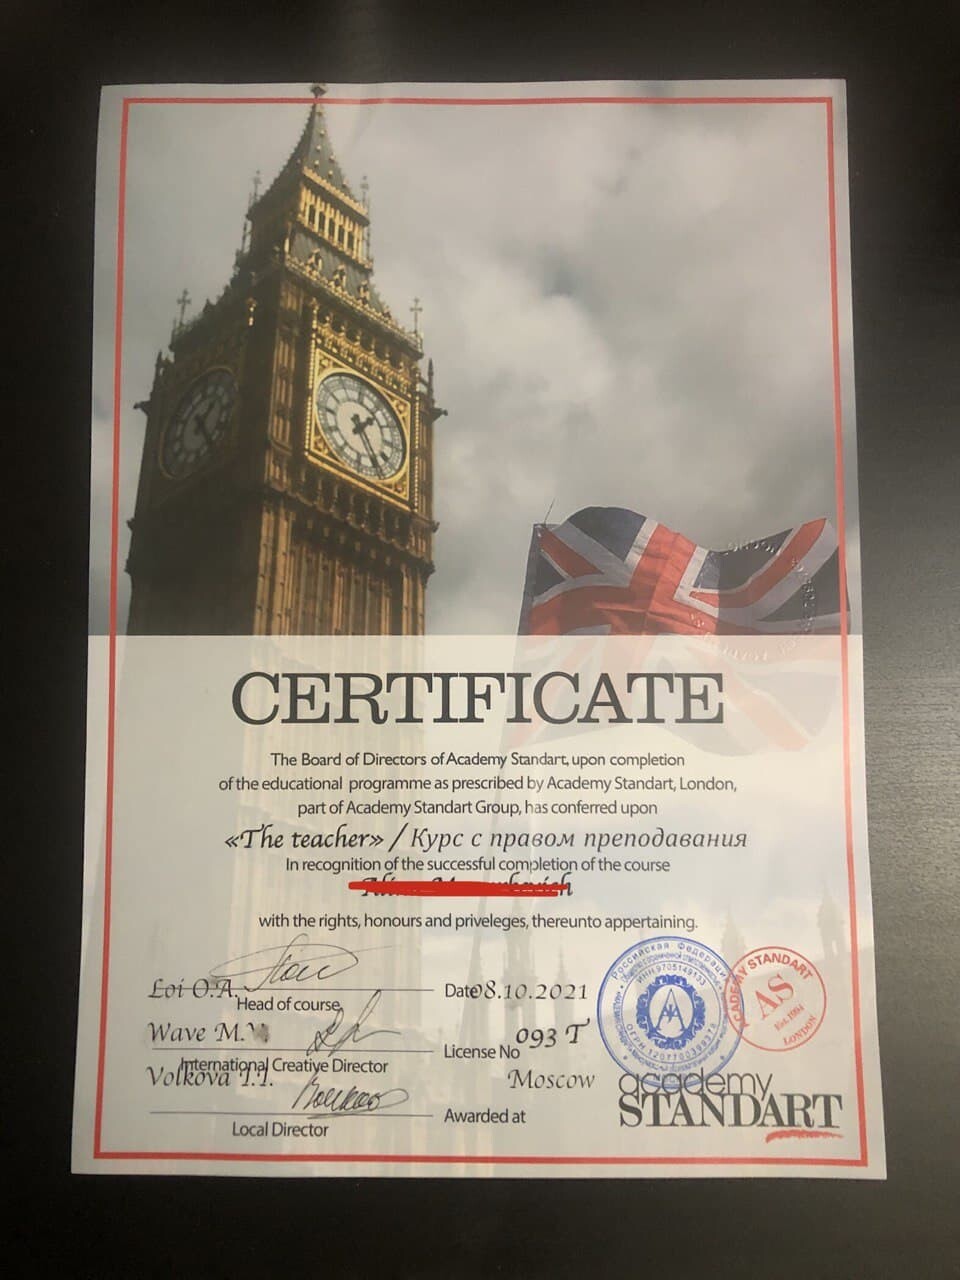 CERTIFICATE
The Board of Directors of Academy Standart, upon completion
of the educational programme as prescribed by Academy Standart, London,
part of Academy Standart Group, has conferred upon
«The teacher» / Курс с правом преподавания
In recognition of the successful completion of the course
with the rights, honours and priveleges, thereunto appertaining.
Loi O.A.
Head of course
Wave M.V.
International Creative Director
Volkova T.I.
Local Director
Date 08.10.2021
License No 093 T
Moscow
Awarded at
Российская Федерация
ИНН 9705149153
ACADEMY STANDART
AS
Est. 1994
LONDON
academy
STANDART